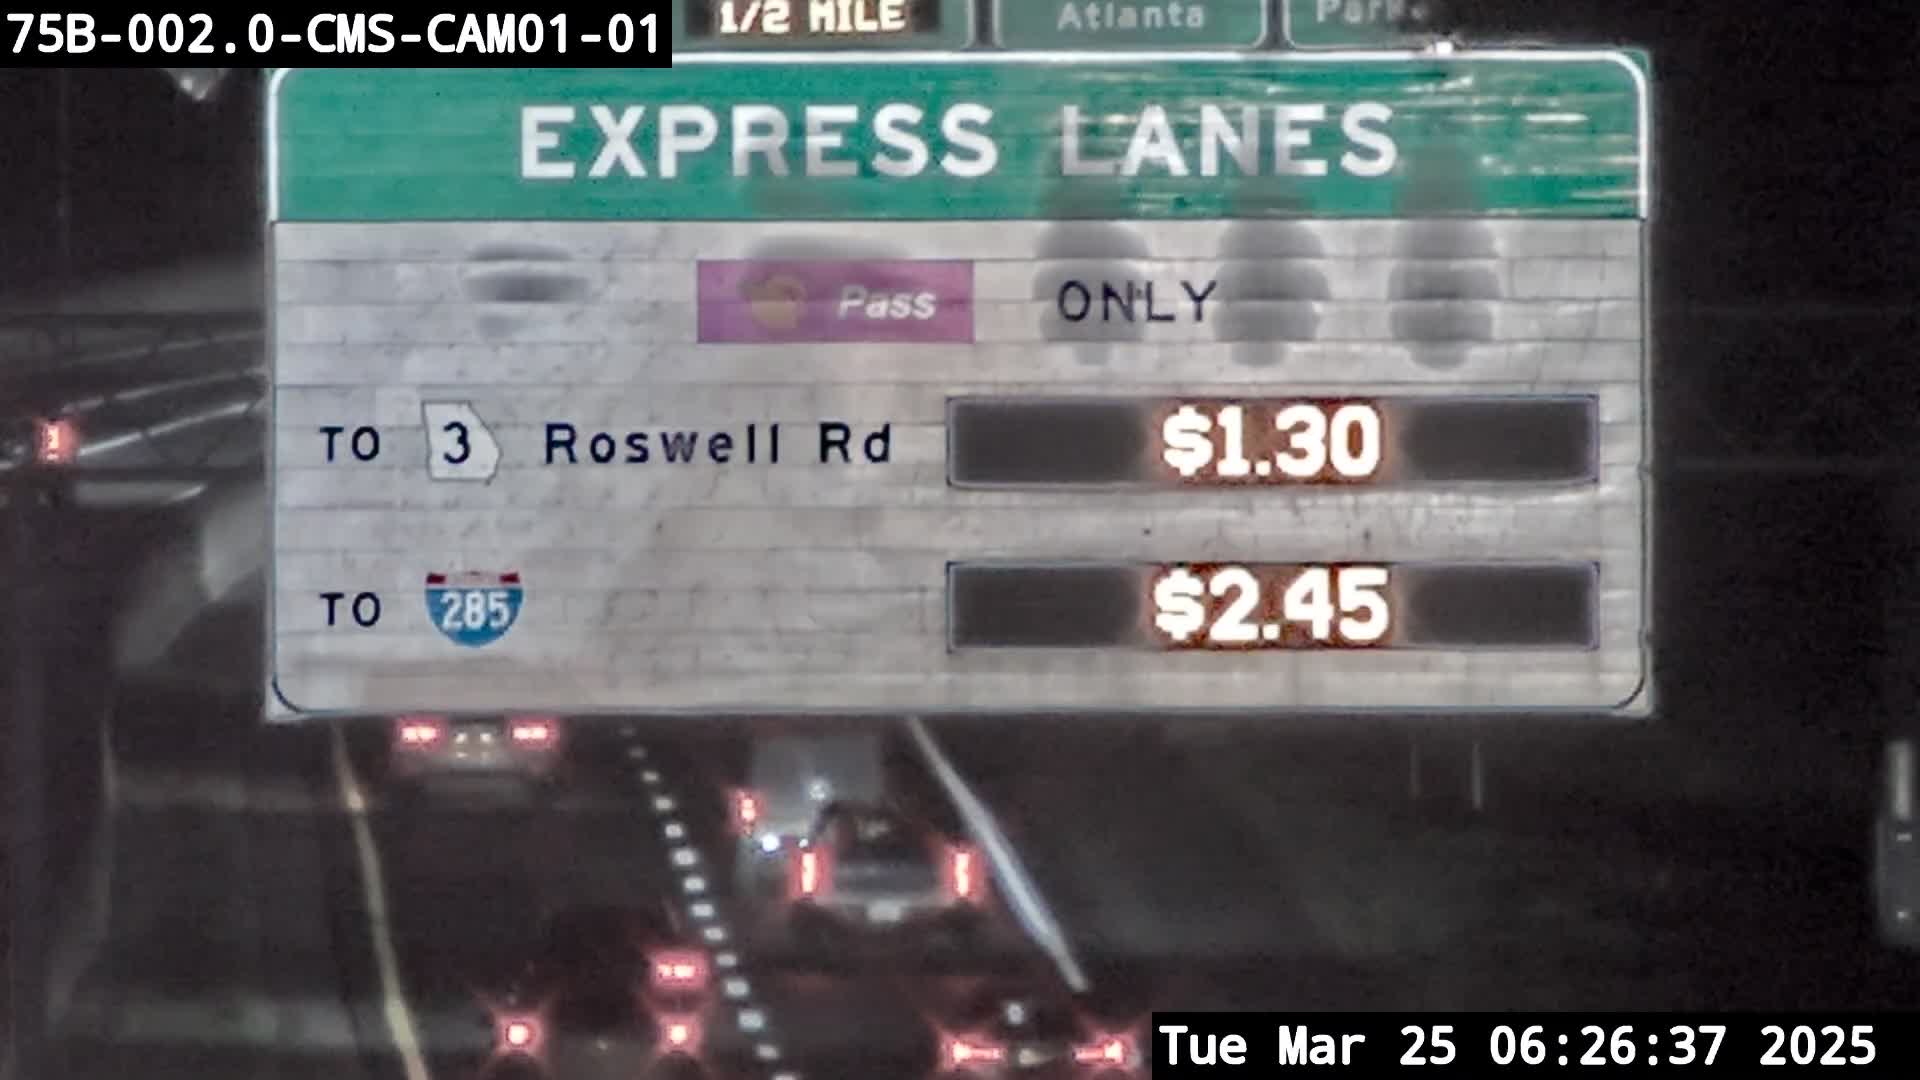 75B-002.0-CMS-CAM01-01
1/2 MILE
Atlanta
EXPRESS LANES
Pass ONLY
TO 3 Roswell Rd $1.30
TO 285 $2.45
Tue Mar 25 06:26:37 2025